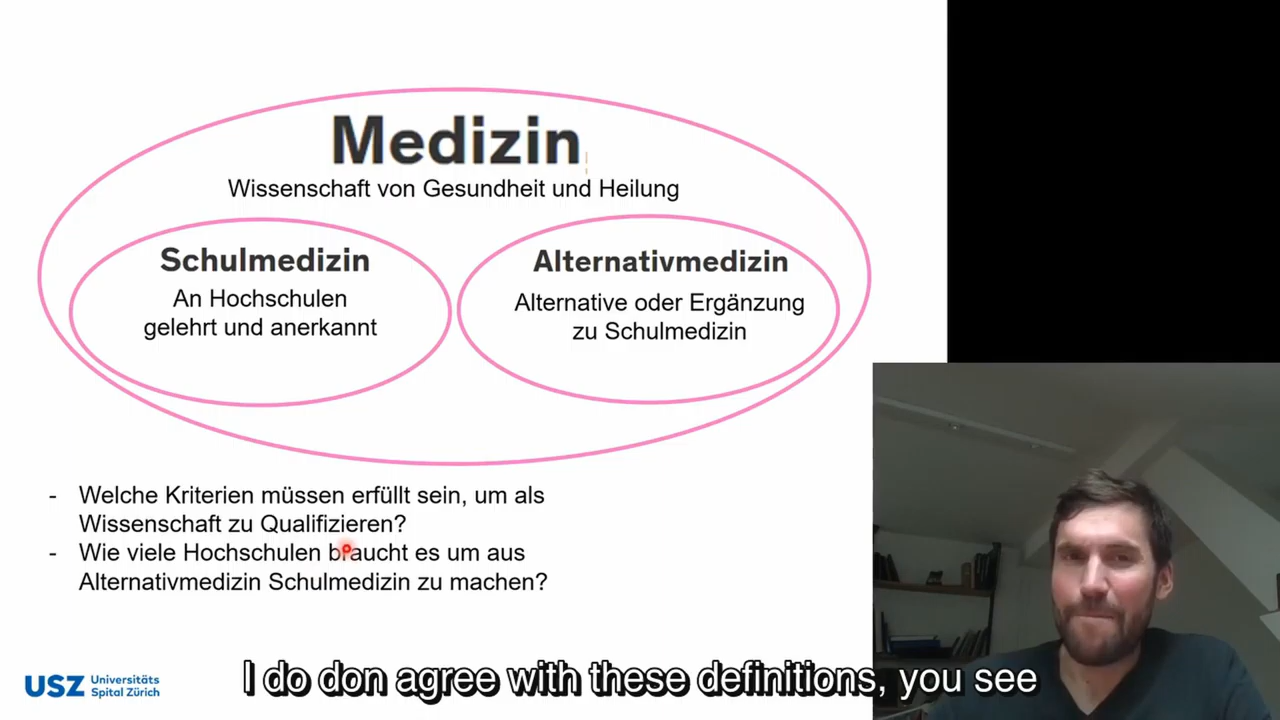 Medizin
Wissenschaft von Gesundheit und Heilung
Schulmedizin
An Hochschulen
gelehrt und anerkannt
Alternativmedizin
Alternative oder Ergänzung
zu Schulmedizin
- Welche Kriterien müssen erfüllt sein, um als
Wissenschaft zu Qualifizieren?
- Wie viele Hochschulen braucht es um aus
Alternativmedizin Schulmedizin zu machen?
USZ Universitäts
Spital Zürich
I do don agree with these definitions, you see